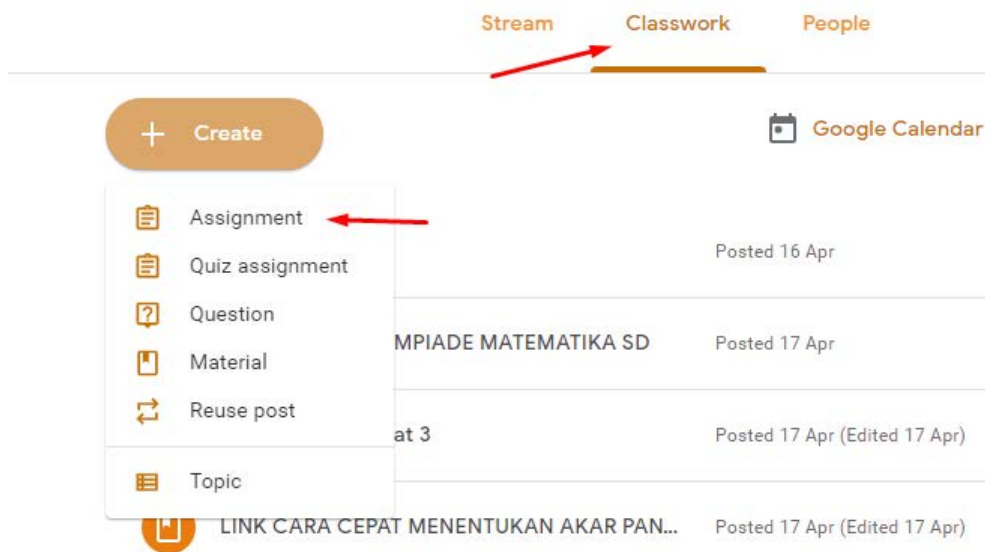 Stream Classwork People
Create
Google Calendar
Assignment
Posted 16 Apr
Quiz assignment
Question
MPIADE MATEMATIKA SD Posted 17 Apr
Material
Reuse post
at 3 Posted 17 Apr (Edited 17 Apr)
Topic
LINK CARA CEPAT MENENTUKAN AKAR PAN... Posted 17 Apr (Edited 17 Apr)